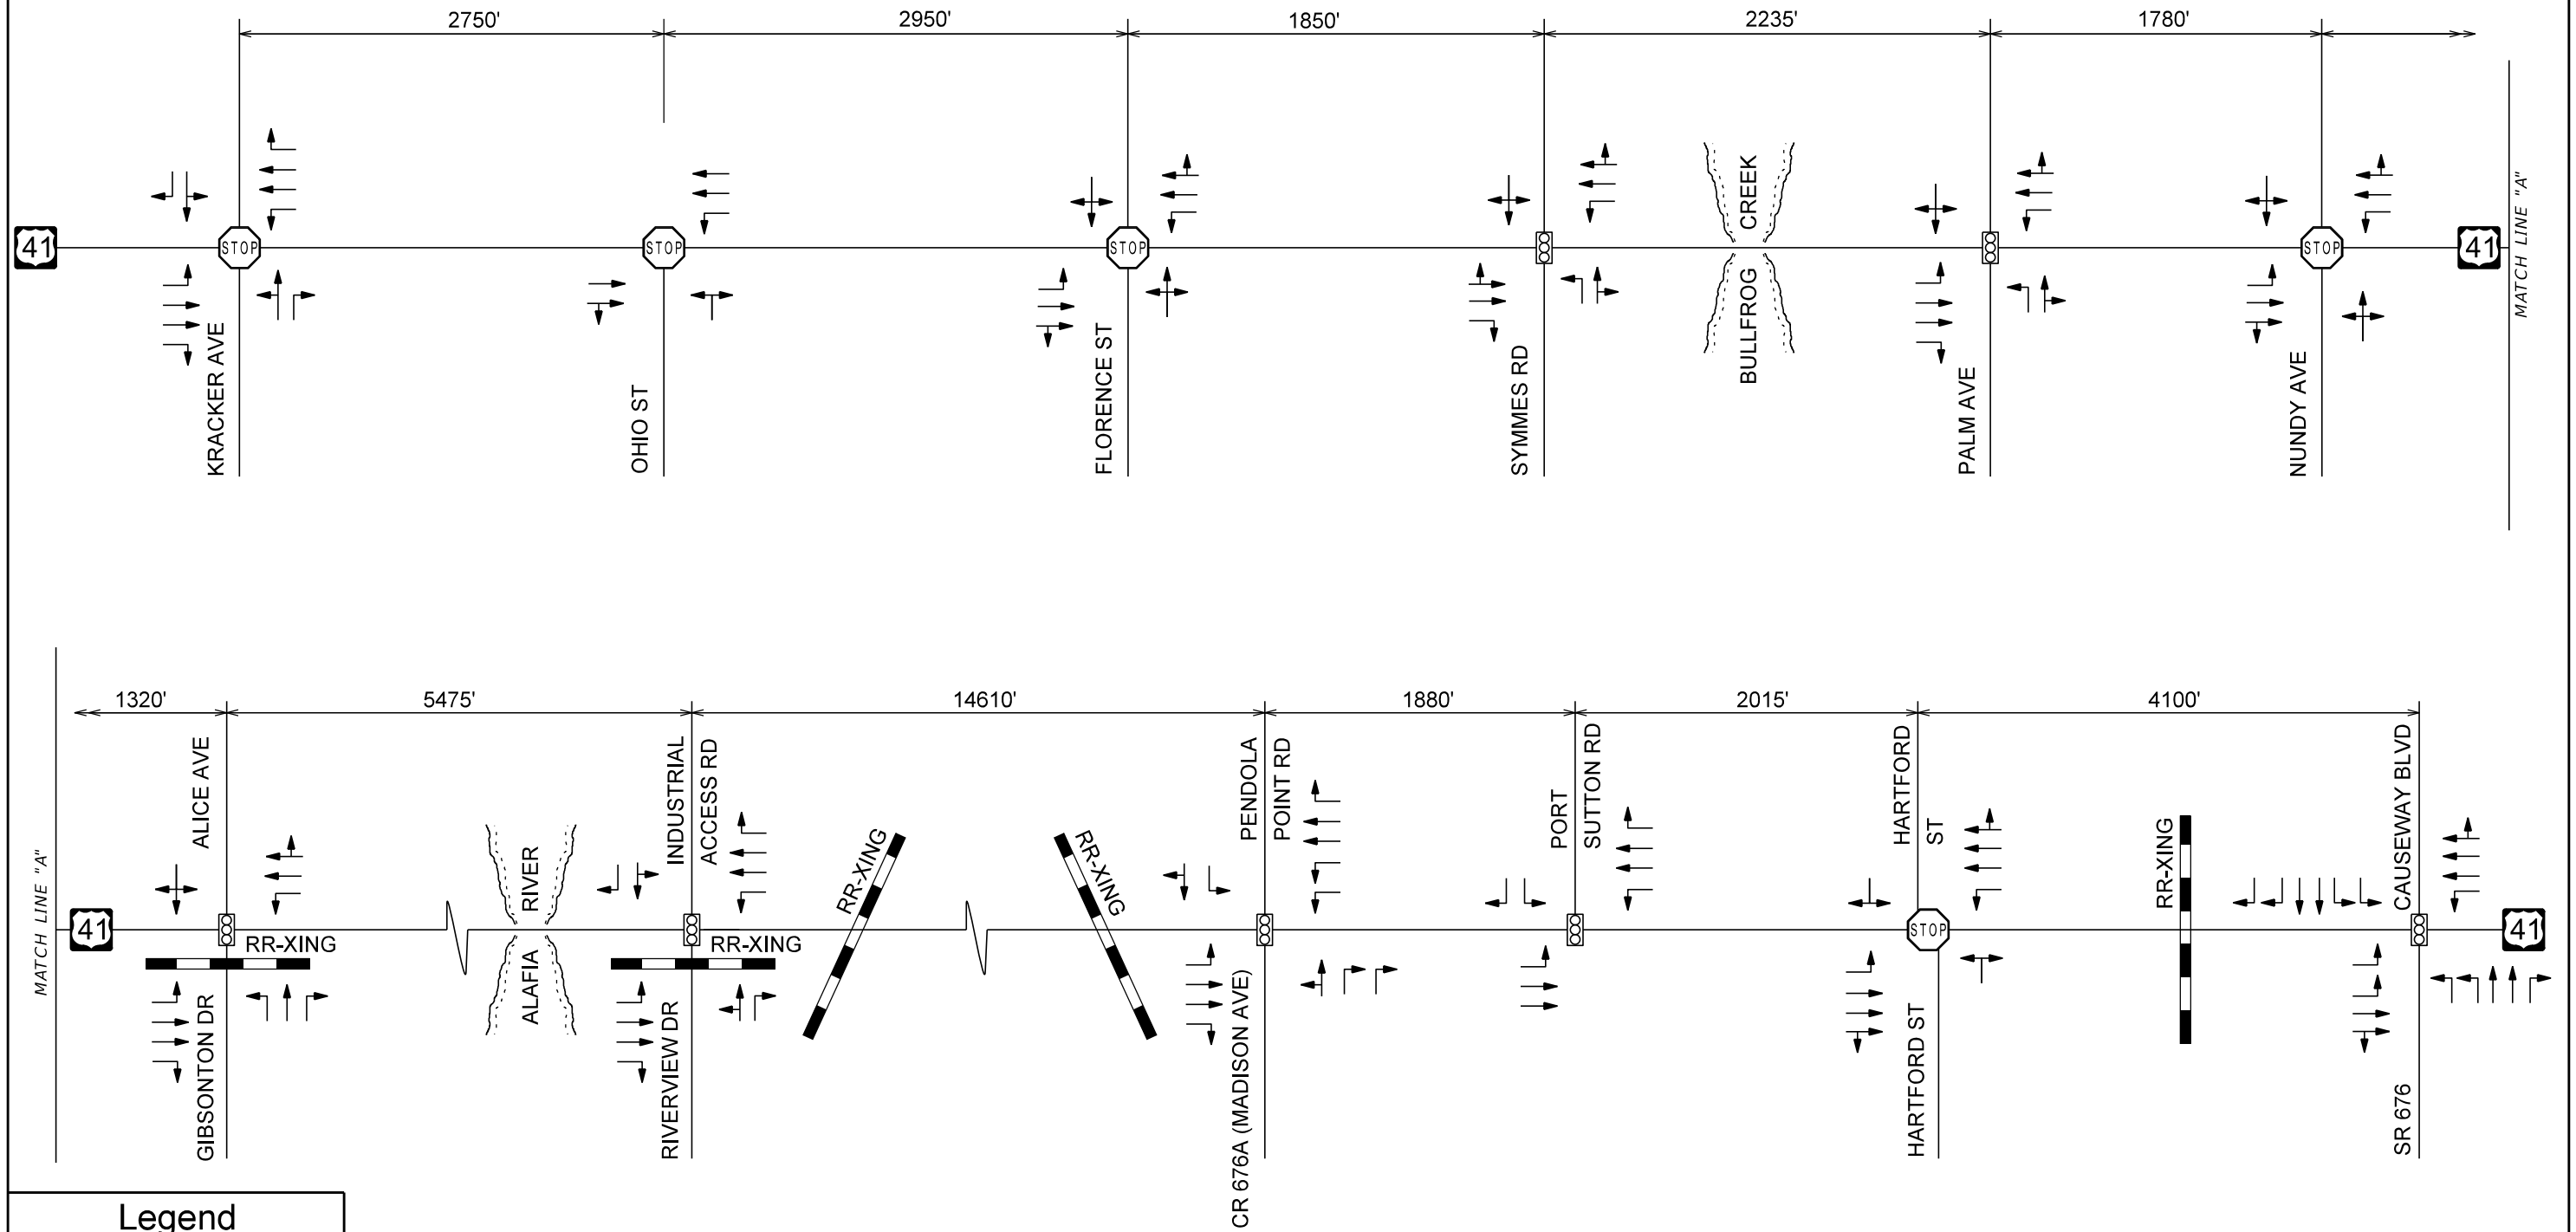 2750'
2950'
1850'
2235'
1780'
41
STOP
STOP
STOP
STOP
41
KRACKER AVE
OHIO ST
FLORENCE ST
SYMMES RD
BULLFROG CREEK
PALM AVE
NUNDY AVE
MATCH LINE "A"
1320'
5475'
14610'
1880'
2015'
4100'
MATCH LINE "A"
41
ALICE AVE
GIBSONTON DR
RR-XING
ALAFIA RIVER
INDUSTRIAL
ACCESS RD
RIVERVIEW DR
RR-XING
RR-XING
RR-XING
PENDOLA
POINT RD
CR 676A (MADISON AVE)
PORT
SUTTON RD
HARTFORD
ST
STOP
HARTFORD ST
RR-XING
CAUSEWAY BLVD
SR 676
41
Legend